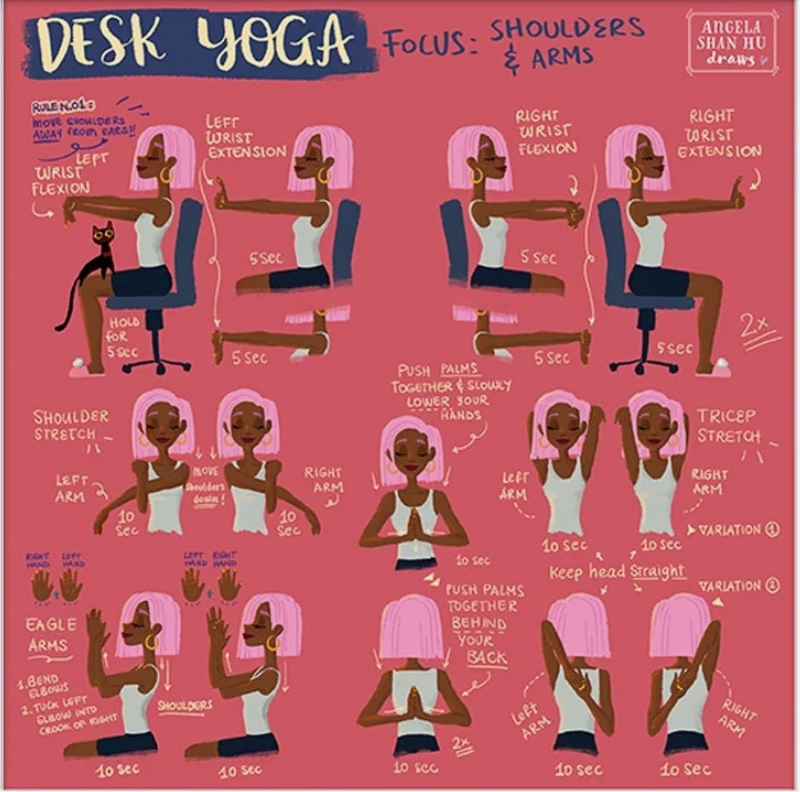 DESK YOGA
FOCUS: SHOULDERS
& ARMS
ANGELA
SHAN HU
draws
RULE N.01:
MOVE SHOULDERS
AWAY FROM EARS!!
LEFT
WRIST
FLEXION
LEFT
WRIST
EXTENSION
RIGHT
WRIST
FLEXION
RIGHT
WRIST
EXTENSION
HOLD
FOR
5 SEC
5 SEC
5 SEC
5 SEC
5 SEC
5 SEC
2x
SHOULDER
STRETCH
LEFT
ARM
10
Sec
MOVE
shoulders
down!
RIGHT
ARM
10
Sec
PUSH PALMS
TOGETHER & SLOWLY
LOWER YOUR
HANDS
10 sec
TRICEP
STRETCH
LEFT
ARM
RIGHT
ARM
10 Sec
10 Sec
VARIATION 1
Keep head Straight
VARIATION 2
RIGHT
HAND
LEFT
HAND
LEFT
HAND
RIGHT
HAND
EAGLE
ARMS
1. BEND
ELBOWS
2. TUCK LEFT
ELBOW INTO
CROOK OF RIGHT
SHOULDERS
10 Sec
10 Sec
PUSH PALMS
TOGETHER
BEHIND
YOUR
BACK
2x
10 Sec
Left
ARM
RIGHT
ARM
10 Sec
10 Sec